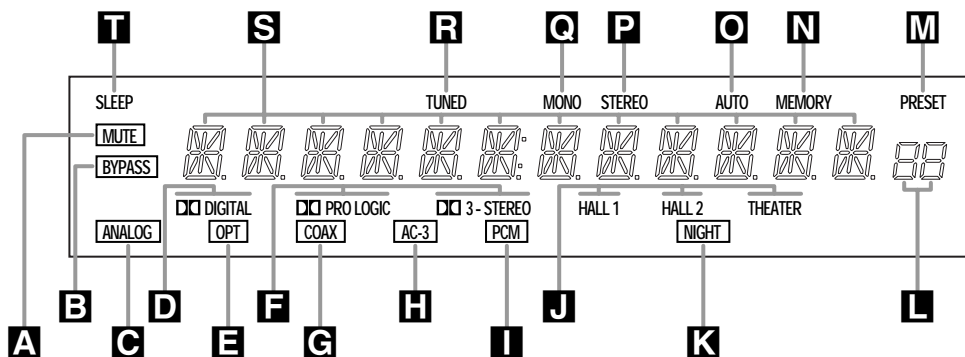 T S R Q P O N M
SLEEP TUNED MONO STEREO AUTO MEMORY PRESET
MUTE
BYPASS
DIGITAL PRO LOGIC 3 - STEREO HALL 1 HALL 2 THEATER
ANALOG OPT COAX AC-3 PCM NIGHT
B D F H J L
A C E G I K